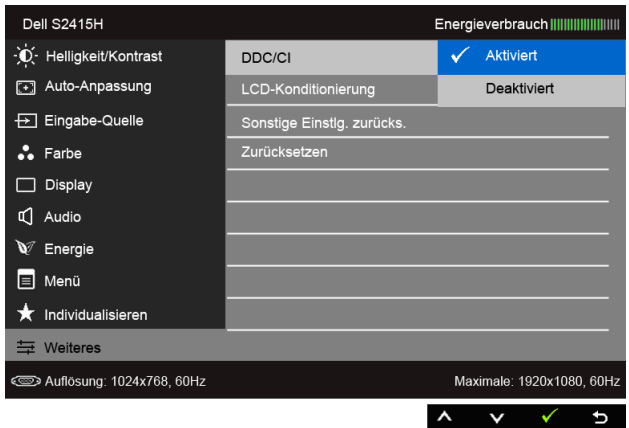 Dell S2415H Energieverbrauch
Helligkeit/Kontrast DDC/CI Aktiviert
Auto-Anpassung LCD-Konditionierung Deaktiviert
Eingabe-Quelle Sonstige Einstlg. zurücks.
Farbe Zurücksetzen
Display
Audio
Energie
Menü
Individualisieren
Weiteres
Auflösung: 1024x768, 60Hz Maximale: 1920x1080, 60Hz